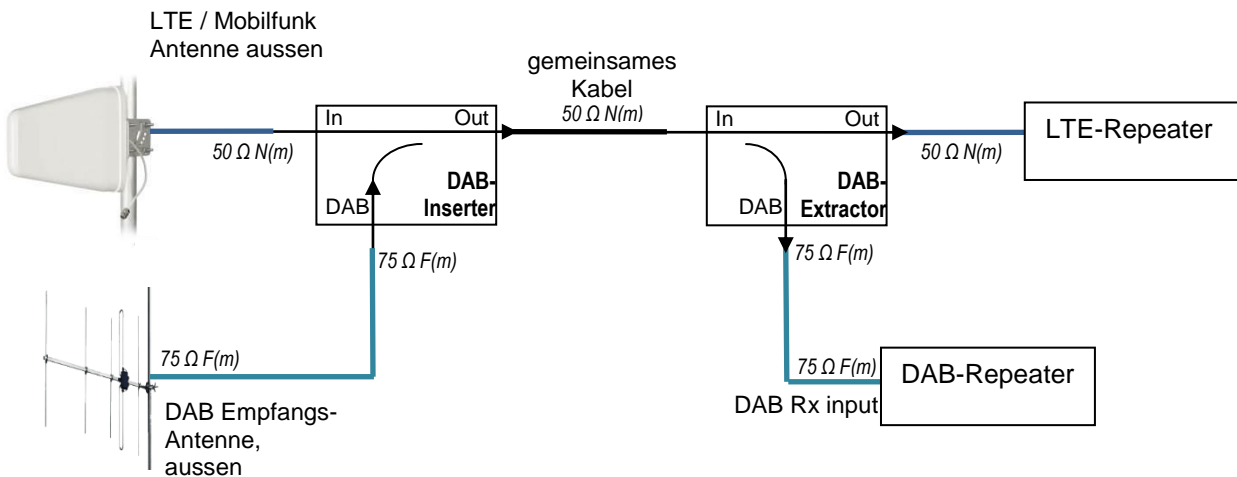 LTE / Mobilfunk
Antenne aussen
gemeinsames
Kabel
50 Ω N(m)
In
Out
50 Ω N(m)
DAB
DAB-
Inserter
In
Out
50 Ω N(m)
LTE-Repeater
DAB
DAB-
Extractor
75 Ω F(m)
75 Ω F(m)
75 Ω F(m)
DAB Empfangs-
Antenne,
aussen
75 Ω F(m)
DAB Rx input
DAB-Repeater